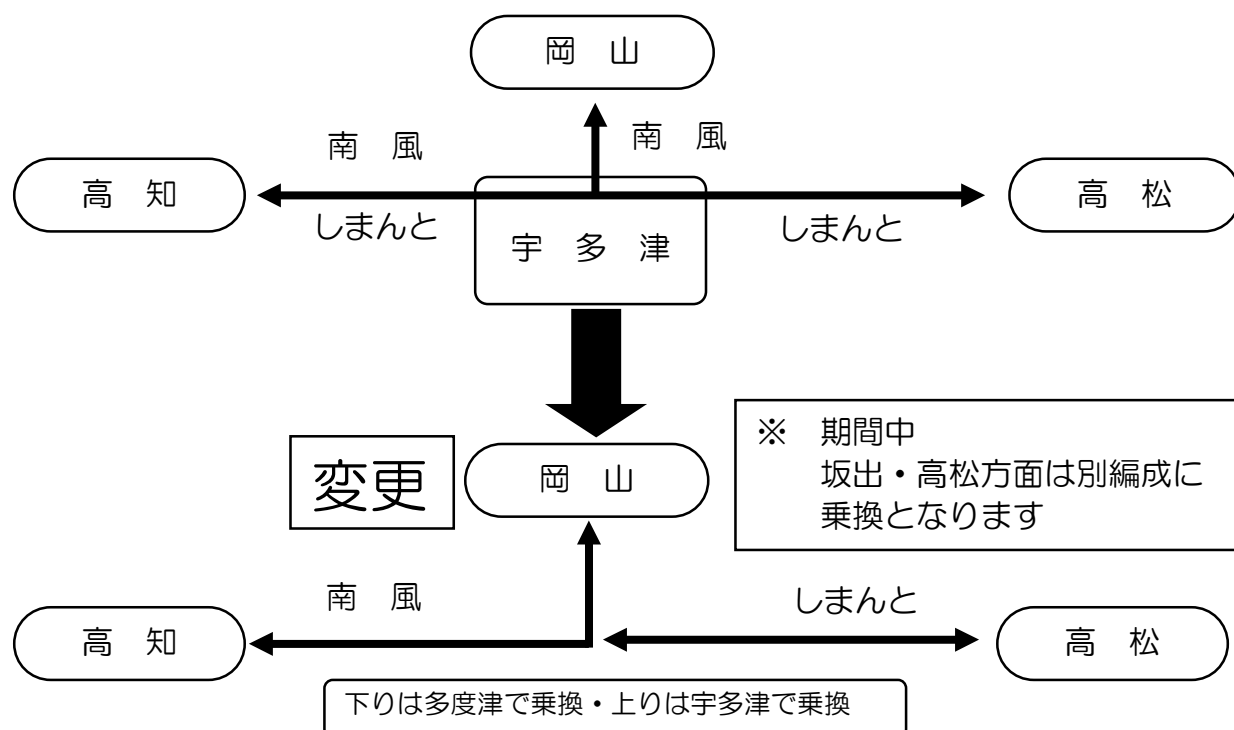 岡 山
南 風
南 風
高 知
高 松
しまんと
しまんと
宇 多 津
※ 期間中
坂出・高松方面は別編成に
乗換となります
変更
岡 山
南 風
しまんと
高 知
高 松
下りは多度津で乗換・上りは宇多津で乗換